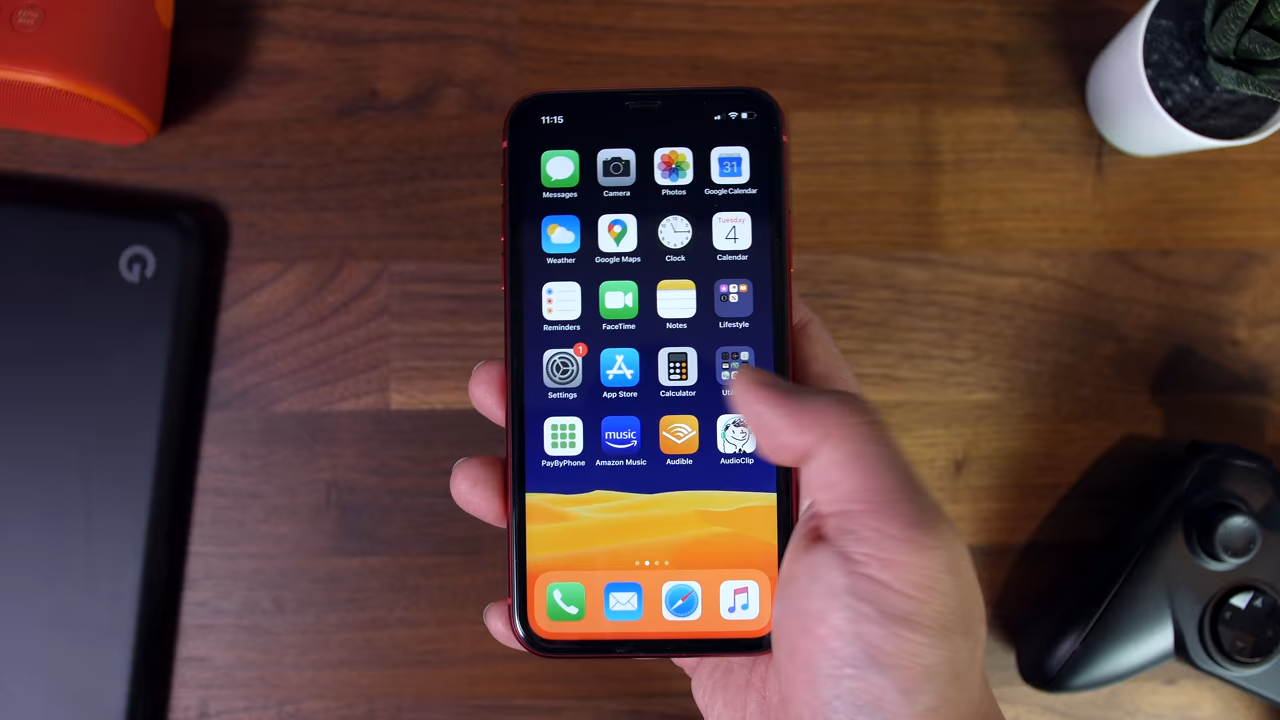 11:15
Messages Camera Photos Google Calendar
31
Weather Google Maps Clock Calendar
Tuesday
4
Reminders FaceTime Notes Lifestyle
1
Settings App Store Calculator
music
PayByPhone Amazon Music Audible AudioClip
G